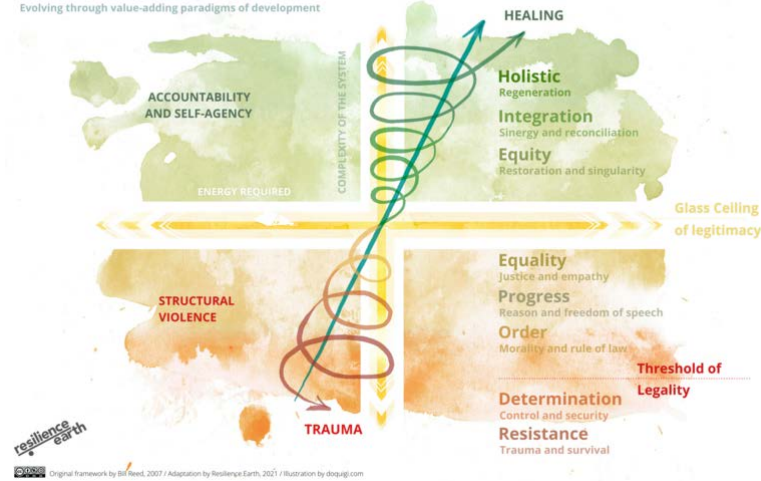 Evolving through value-adding paradigms of development
HEALING
COMPLEXITY OF THE SYSTEM
ACCOUNTABILITY
AND SELF-AGENCY
Holistic
Regeneration
Integration
Sinergy and reconciliation
Equity
Restoration and singularity
ENERGY REQUIRED
Glass Ceiling
of legitimacy
Equality
Justice and empathy
STRUCTURAL
VIOLENCE
Progress
Reason and freedom of speech
Order
Morality and rule of law
Threshold of
Legality
Determination
Control and security
TRAUMA
Resistance
Trauma and survival
resilience
earth
Original framework by Bill Reed, 2007 / Adaptation by Resilience Earth, 2021 / Illustration by doquigi.com